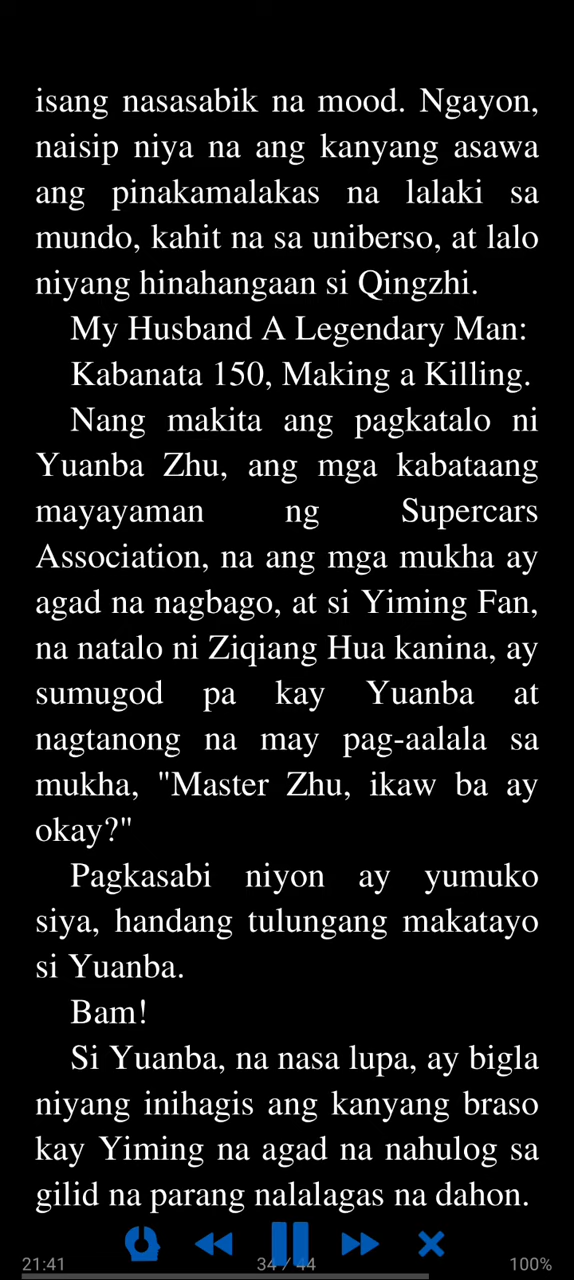 isang nasasabik na mood. Ngayon,
naisip niya na ang kanyang asawa
ang pinakamalakas na lalaki sa
mundo, kahit na sa uniberso, at lalo
niyang hinahangaan si Qingzhi.
My Husband A Legendary Man:
Kabanata 150, Making a Killing.
Nang makita ang pagkatalo ni
Yuanba Zhu, ang mga kabataang
mayayaman ng Supercars
Association, na ang mga mukha ay
agad na nagbago, at si Yiming Fan,
na natalo ni Ziqiang Hua kanina, ay
sumugod pa kay Yuanba at
nagtanong na may pag-aalala sa
mukha, "Master Zhu, ikaw ba ay
okay?"
Pagkasabi niyon ay yumuko
siya, handang tulungang makatayo
si Yuanba.
Bam!
Si Yuanba, na nasa lupa, ay bigla
niyang inihagis ang kanyang braso
kay Yiming na agad na nahulog sa
gilid na parang nalalagas na dahon.
21:41 34 / 44 100%